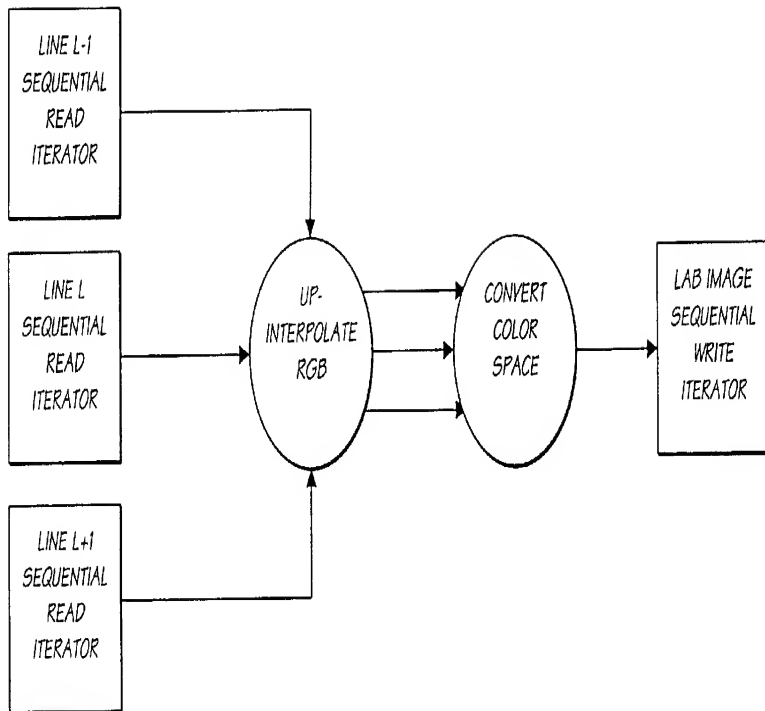 LINE L-1
SEQUENTIAL
READ
ITERATOR
LINE L
SEQUENTIAL
READ
ITERATOR
LINE L+1
SEQUENTIAL
READ
ITERATOR
UP-
INTERPOLATE
RGB
CONVERT
COLOR
SPACE
LAB IMAGE
SEQUENTIAL
WRITE
ITERATOR